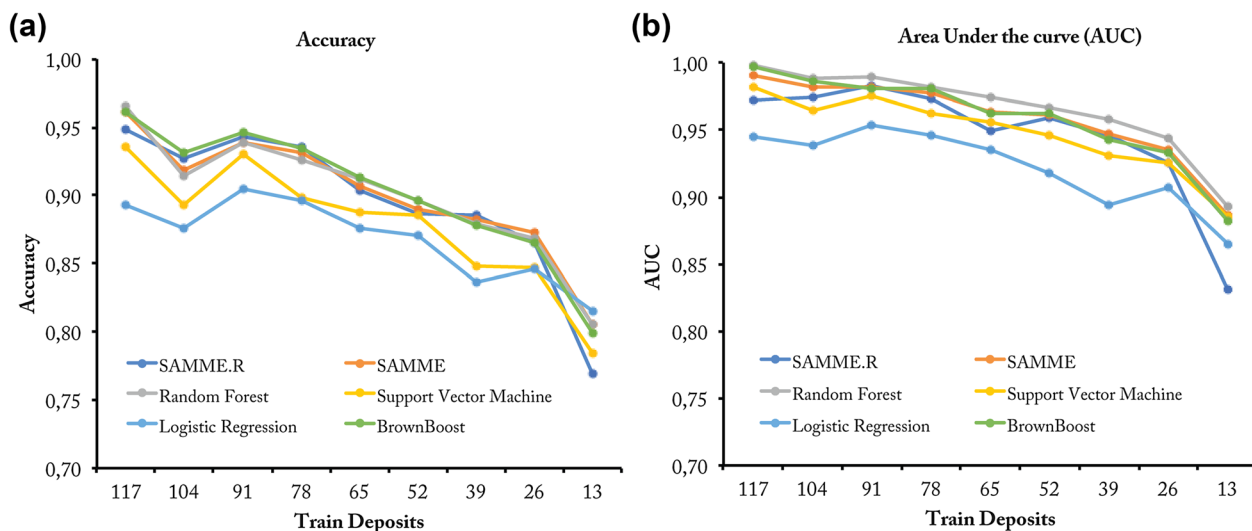 (a)
Accuracy
1,00
0,95
0,90
0,85
0,80
0,75
0,70
Accuracy
SAMME.R
SAMME
Random Forest
Support Vector Machine
Logistic Regression
BrownBoost
117 104 91 78 65 52 39 26 13
Train Deposits
(b)
Area Under the curve (AUC)
1,00
0,95
0,90
0,85
0,80
0,75
0,70
AUC
SAMME.R
SAMME
Random Forest
Support Vector Machine
Logistic Regression
BrownBoost
117 104 91 78 65 52 39 26 13
Train Deposits